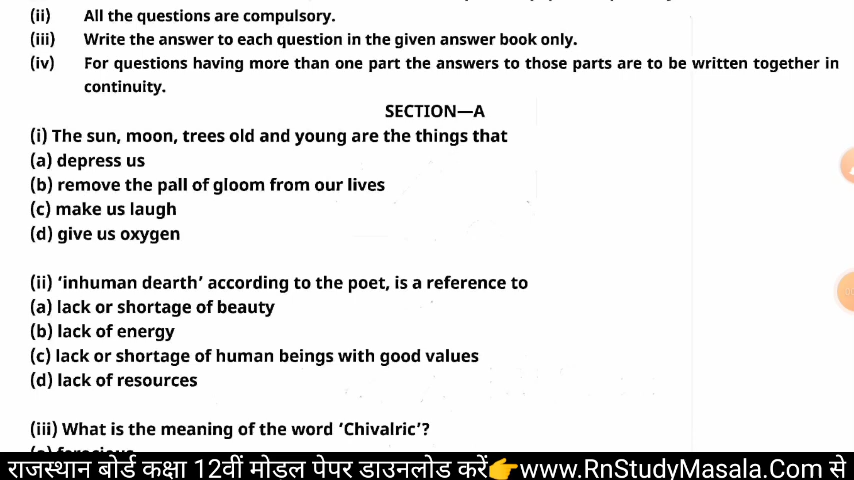 (ii) All the questions are compulsory.
(iii) Write the answer to each question in the given answer book only.
(iv) For questions having more than one part the answers to those parts are to be written together in
continuity.
SECTION—A
(i) The sun, moon, trees old and young are the things that
(a) depress us
(b) remove the pall of gloom from our lives
(c) make us laugh
(d) give us oxygen
(ii) ‘inhuman dearth’ according to the poet, is a reference to
(a) lack or shortage of beauty
(b) lack of energy
(c) lack or shortage of human beings with good values
(d) lack of resources
(iii) What is the meaning of the word ‘Chivalric’?
(a) ferocious
राजस्थान बोर्ड कक्षा 12वीं मोडल पेपर डाउनलोड करें👉www.RnStudyMasala.Com से